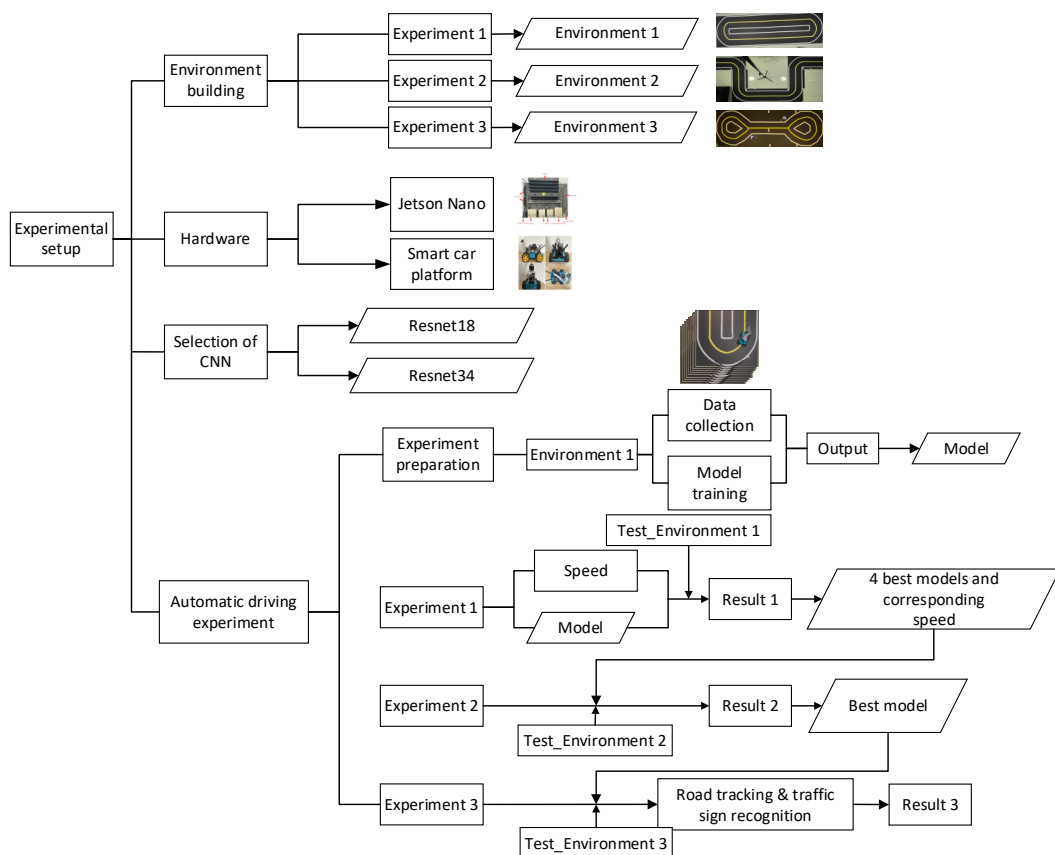 Experimental
setup
Environment
building
Experiment 1
Environment 1
Experiment 2
Environment 2
Experiment 3
Environment 3
Hardware
Jetson Nano
Smart car
platform
Selection of
CNN
Resnet18
Resnet34
Automatic driving
experiment
Experiment
preparation
Environment 1
Data
collection
Model
training
Output
Model
Test_Environment 1
Experiment 1
Speed
Model
Result 1
4 best models and
corresponding
speed
Experiment 2
Test_Environment 2
Result 2
Best model
Experiment 3
Test_Environment 3
Road tracking & traffic
sign recognition
Result 3